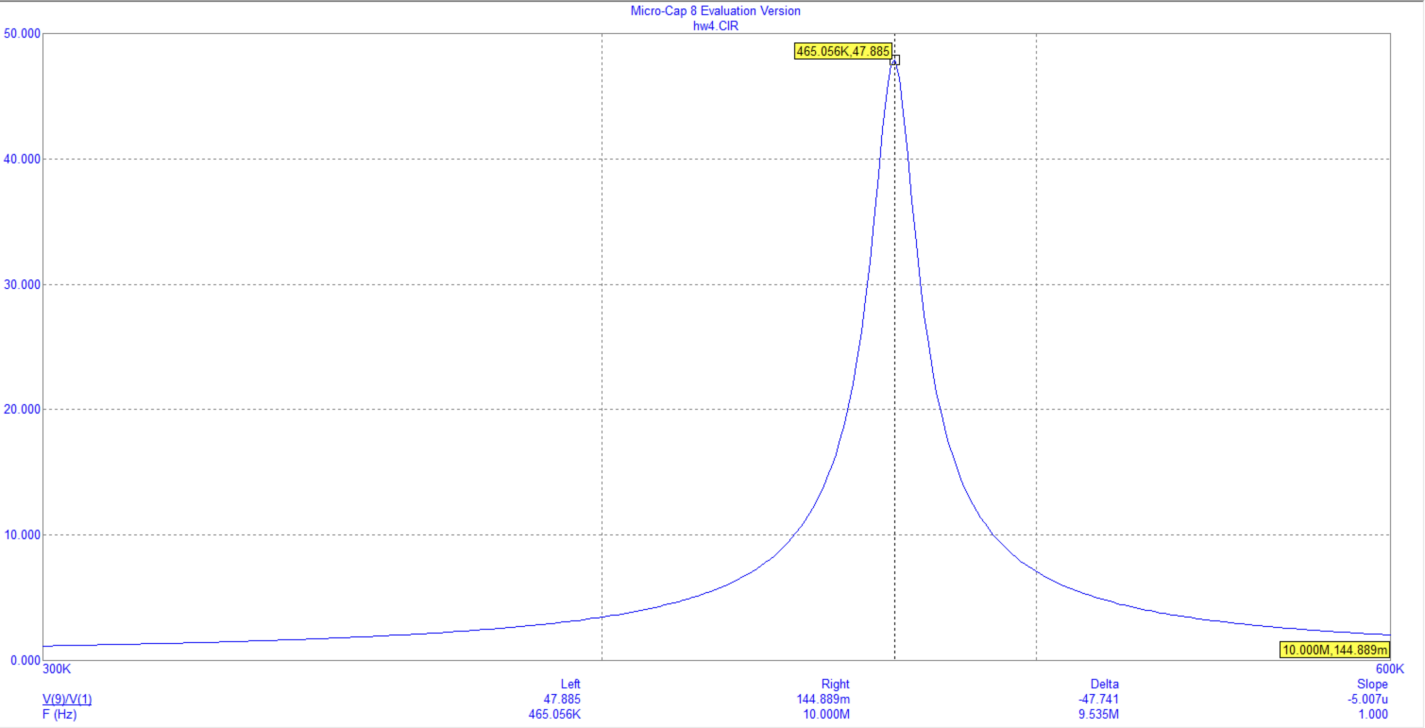 Micro-Cap 8 Evaluation Version
hw4.CIR
50.000
465.056K,47.885
40.000
30.000
20.000
10.000
10.000M,144.889m
0.000
300K 600K
Left Right Delta Slope
V(9)/V(1) 47.885 144.889m -47.741 -5.007u
F (Hz) 465.056K 10.000M 9.535M 1.000